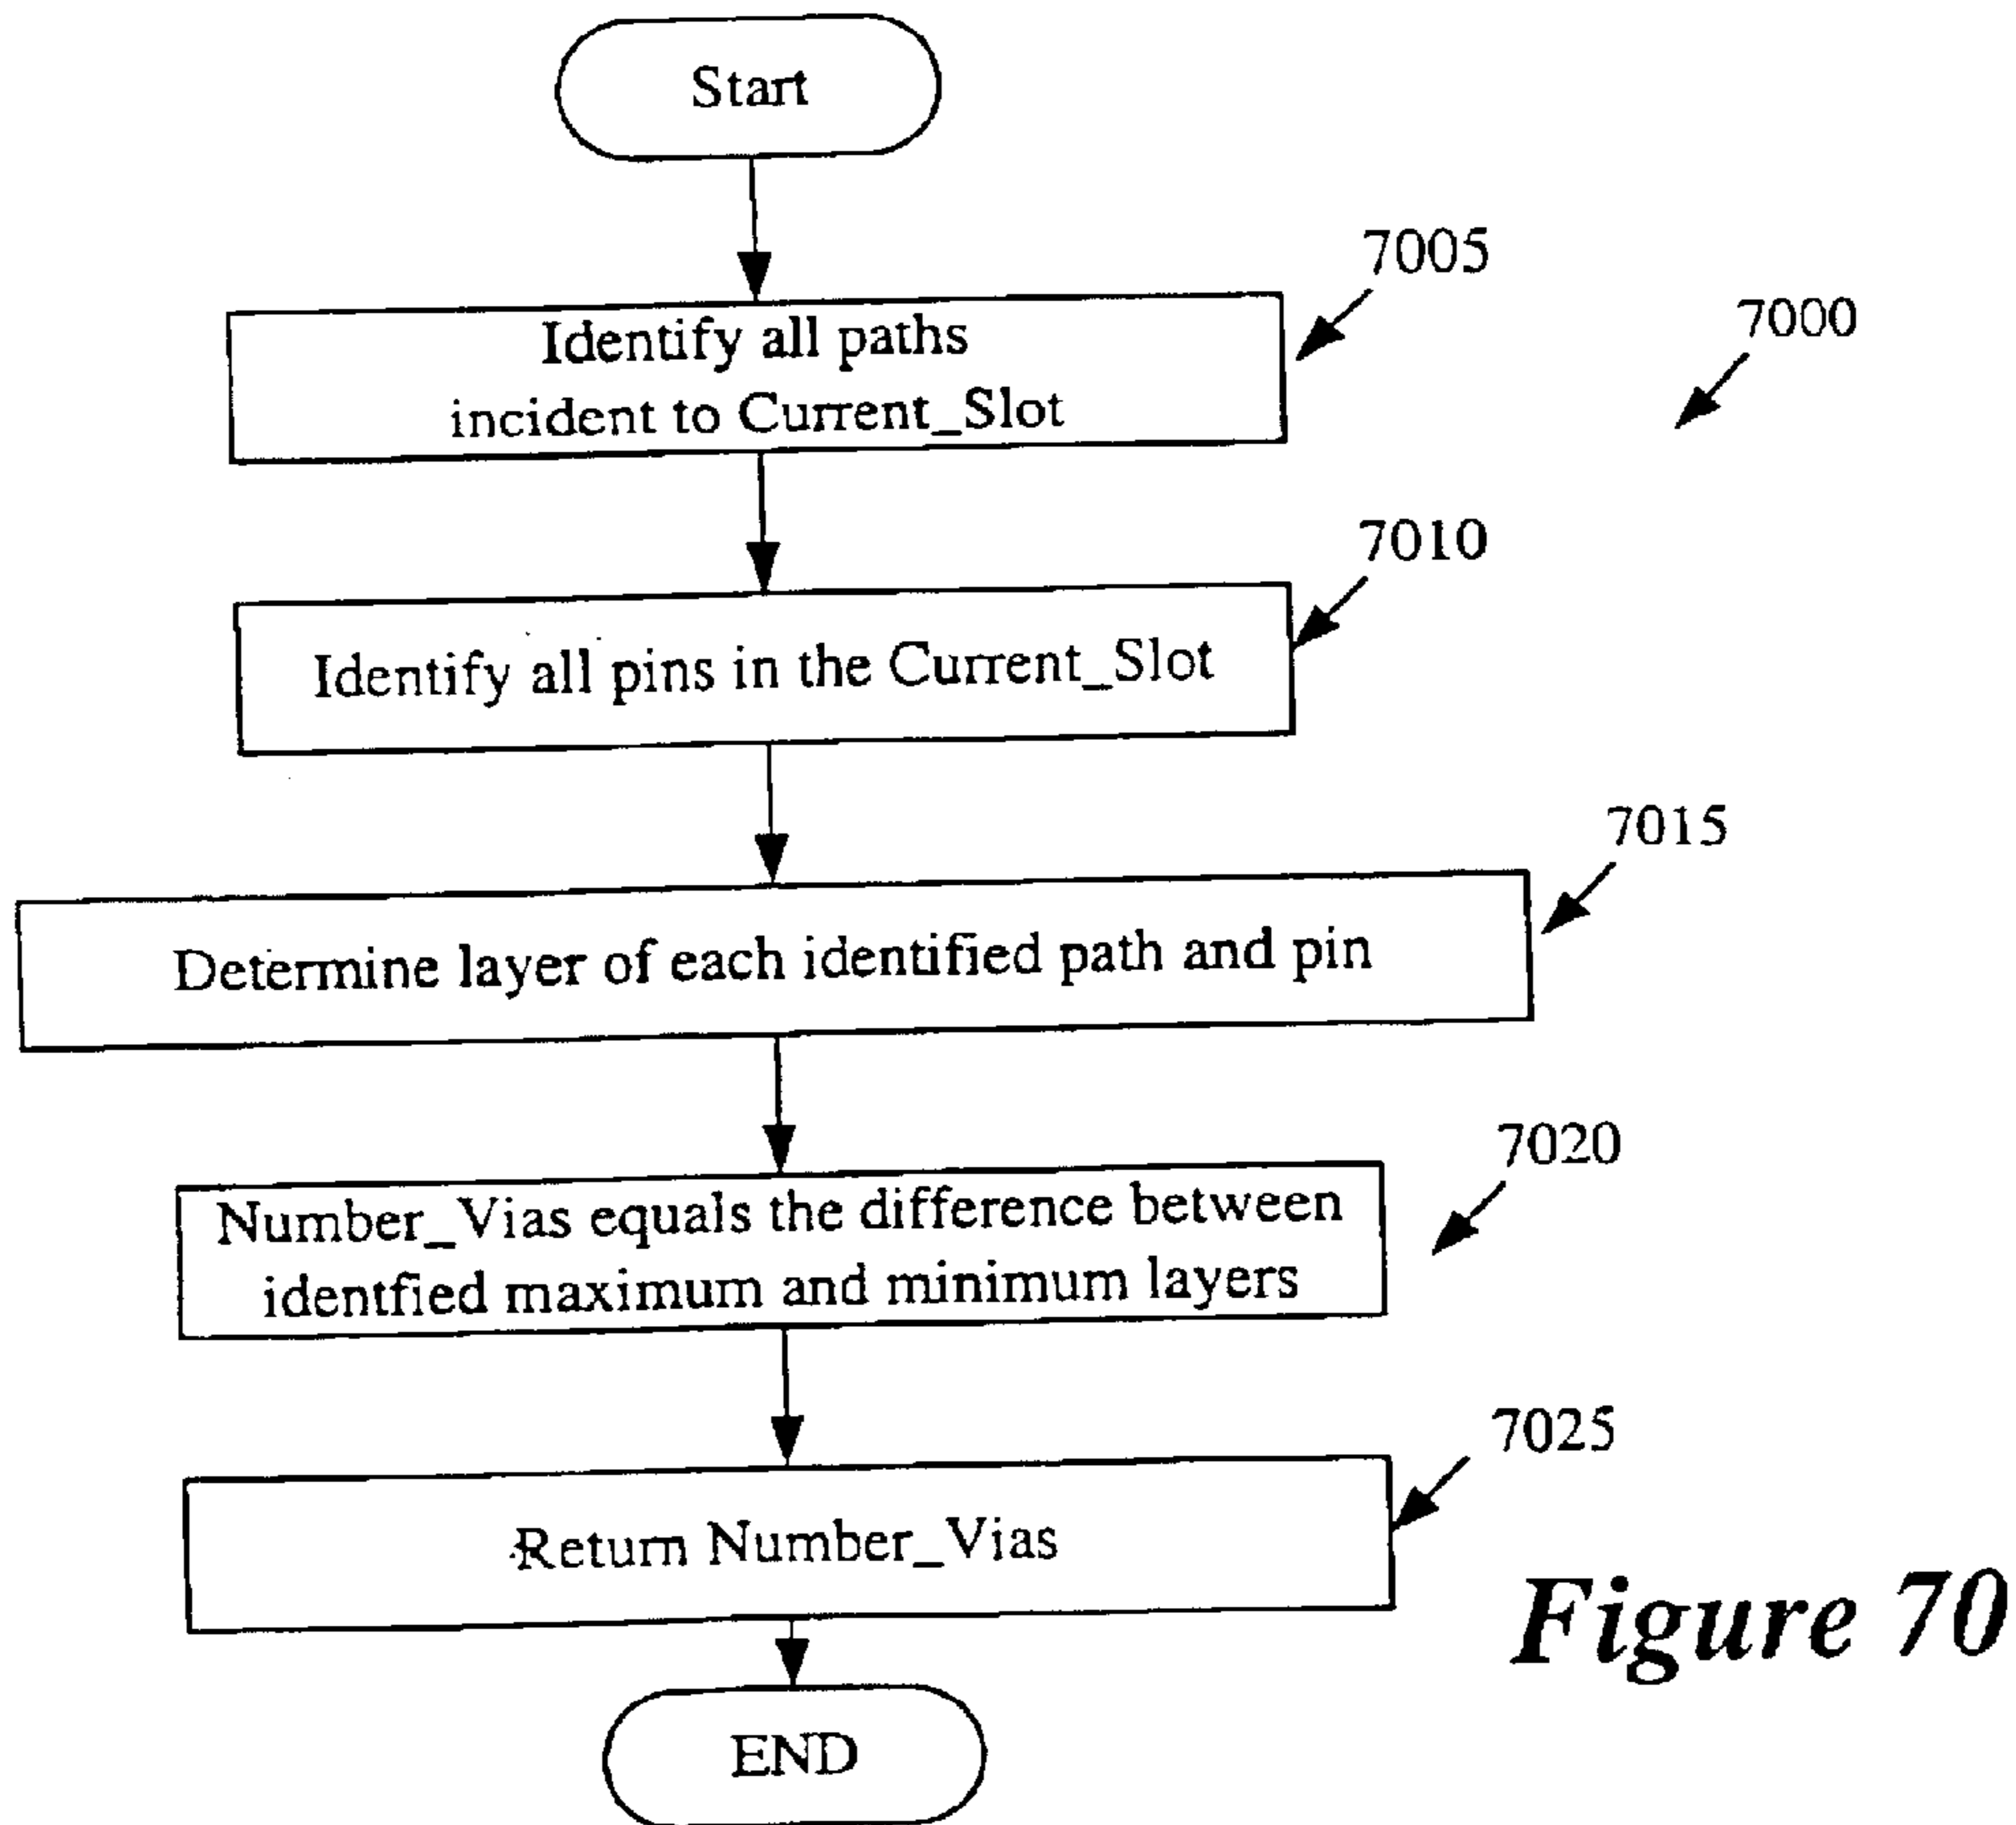 Start
7005
7000
Identify all paths
incident to Current_Slot
7010
Identify all pins in the Current_Slot
7015
Determine layer of each identified path and pin
7020
Number_Vias equals the difference between
identfied maximum and minimum layers
7025
Return Number_Vias
Figure 70
END